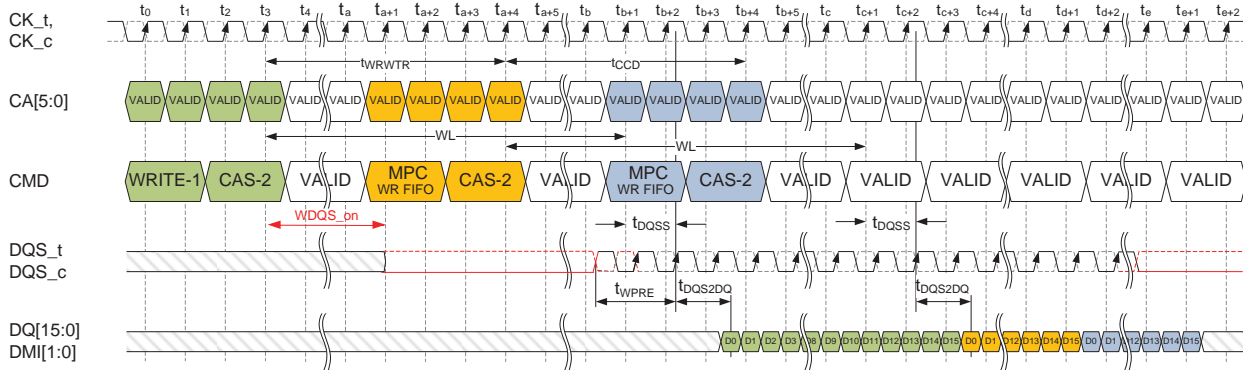 CK_t, t0 t1 t2 t3 t4 ta ta+1 ta+2 ta+3 ta+4 ta+5 tb tb+1 tb+2 tb+3 tb+4 tb+5 tc tc+1 tc+2 tc+3 tc+4 td td+1 td+2 te te+1 te+2
CK_c
tWRWTR tCCD
CA[5:0] VALID VALID VALID VALID VALID VALID VALID VALID VALID VALID VALID VALID VALID VALID VALID VALID VALID VALID VALID VALID VALID VALID VALID VALID VALID VALID VALID VALID
WL
WL
CMD WRITE-1 CAS-2 VALID MPC CAS-2 VALID MPC CAS-2 VALID VALID VALID VALID VALID VALID
WR FIFO WR FIFO
WDQS_on tDQSS tDQSS
DQS_t
DQS_c
tWPRE tDQS2DQ tDQS2DQ
DQ[15:0]
DMI[1:0] D0 D1 D2 D3 D8 D9 D10 D11 D12 D13 D14 D15 D0 D1 D12 D13 D14 D15 D0 D1 D12 D13 D14 D15